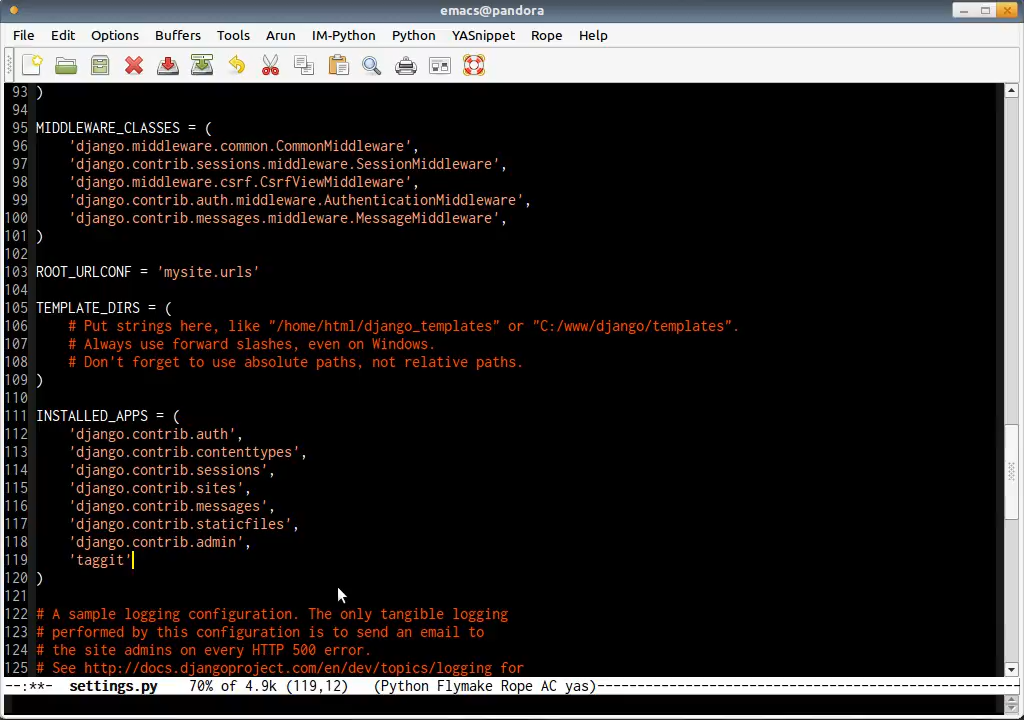 emacs@pandora
File Edit Options Buffers Tools Arun IM-Python Python YASnippet Rope Help
93 )
94
95 MIDDLEWARE_CLASSES = (
96     'django.middleware.common.CommonMiddleware',
97     'django.contrib.sessions.middleware.SessionMiddleware',
98     'django.middleware.csrf.CsrfViewMiddleware',
99     'django.contrib.auth.middleware.AuthenticationMiddleware',
100     'django.contrib.messages.middleware.MessageMiddleware',
101 )
102
103 ROOT_URLCONF = 'mysite.urls'
104
105 TEMPLATE_DIRS = (
106     # Put strings here, like "/home/html/django_templates" or "C:/www/django/templates".
107     # Always use forward slashes, even on Windows.
108     # Don't forget to use absolute paths, not relative paths.
109 )
110
111 INSTALLED_APPS = (
112     'django.contrib.auth',
113     'django.contrib.contenttypes',
114     'django.contrib.sessions',
115     'django.contrib.sites',
116     'django.contrib.messages',
117     'django.contrib.staticfiles',
118     'django.contrib.admin',
119     'taggit'
120 )
121
122 # A sample logging configuration. The only tangible logging
123 # performed by this configuration is to send an email to
124 # the site admins on every HTTP 500 error.
125 # See http://docs.djangoproject.com/en/dev/topics/logging for
--:**-  settings.py    70% of 4.9k (119,12)   (Python Flymake Rope AC yas)-----------------------------------------------------